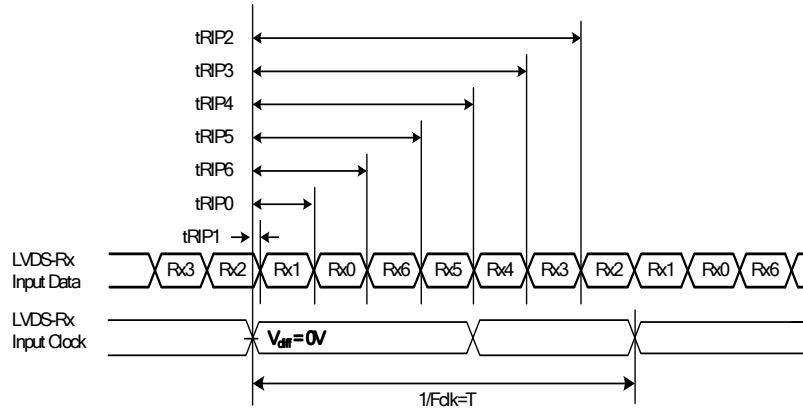 tRIP2
tRIP3
tRIP4
tRIP5
tRIP6
tRIP0
tRIP1
LVDS-Rx
Input Data
Rx3 Rx2 Rx1 Rx0 Rx6 Rx5 Rx4 Rx3 Rx2 Rx1 Rx0 Rx6
LVDS-Rx
Input Clock
Vdiff = 0V
1/Fclk=T